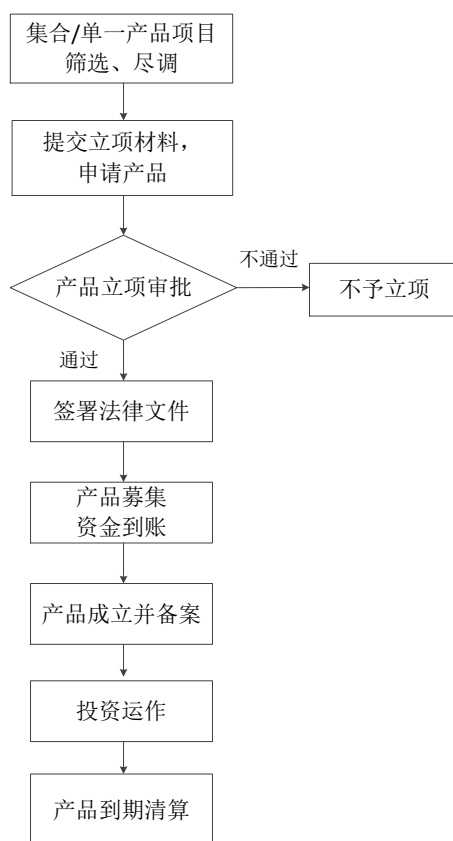 集合/单一产品项目
筛选、尽调
提交立项材料，
申请产品
产品立项审批
不通过
不予立项
通过
签署法律文件
产品募集
资金到账
产品成立并备案
投资运作
产品到期清算